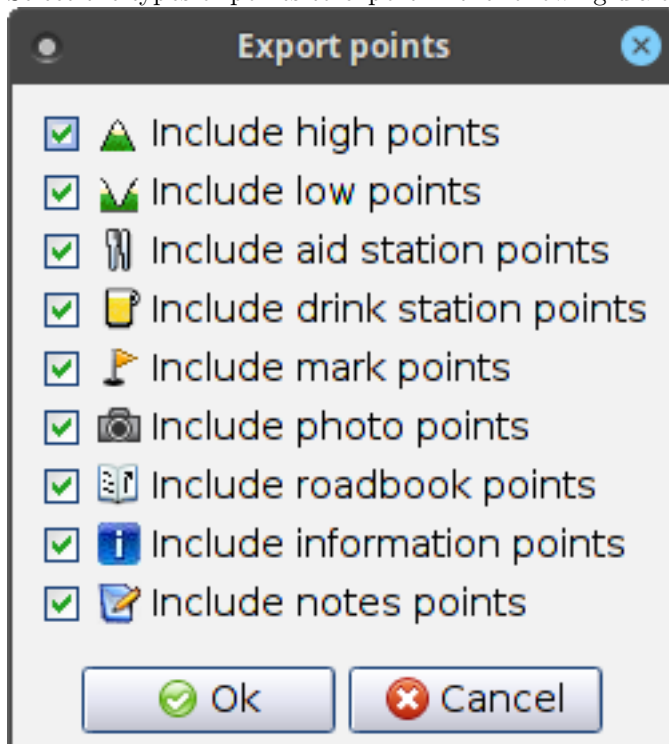 Export points
Include high points
Include low points
Include aid station points
Include drink station points
Include mark points
Include photo points
Include roadbook points
Include information points
Include notes points
Ok
Cancel